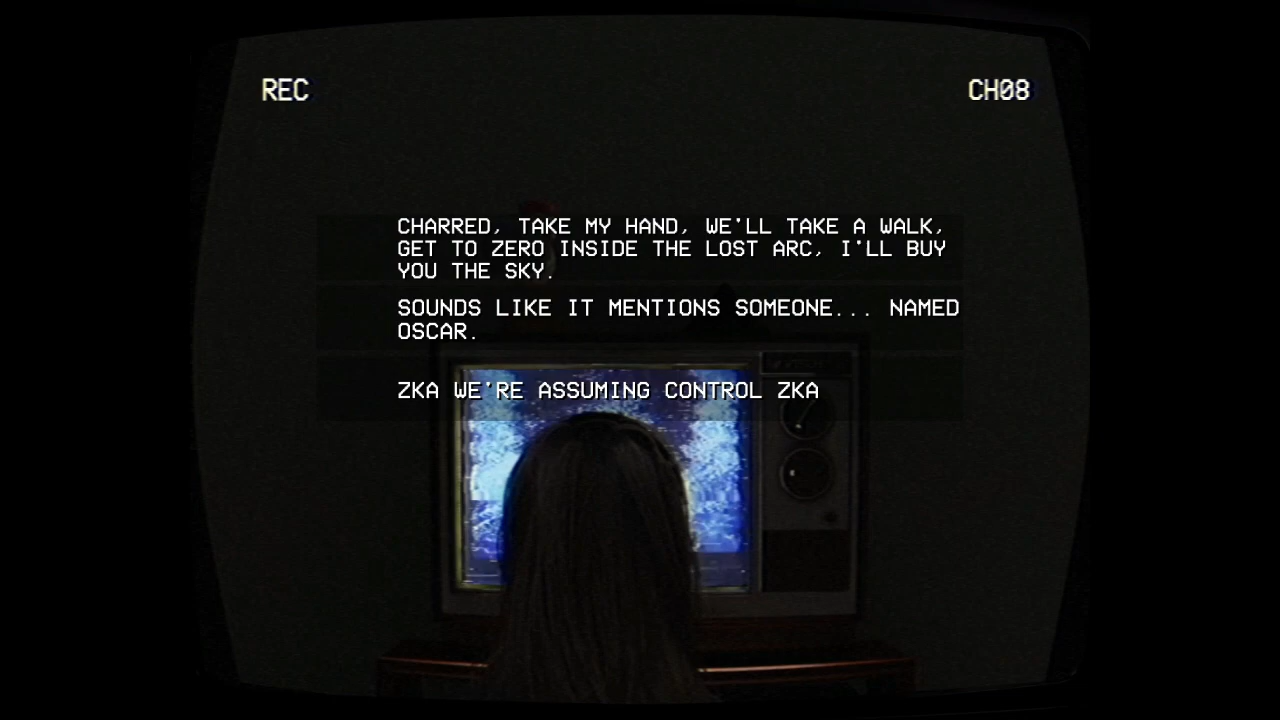 REC
CH08
CHARRED, TAKE MY HAND, WE'LL TAKE A WALK,
GET TO ZERO INSIDE THE LOST ARC, I'LL BUY
YOU THE SKY.
SOUNDS LIKE IT MENTIONS SOMEONE... NAMED
OSCAR.
ZKA WE'RE ASSUMING CONTROL ZKA